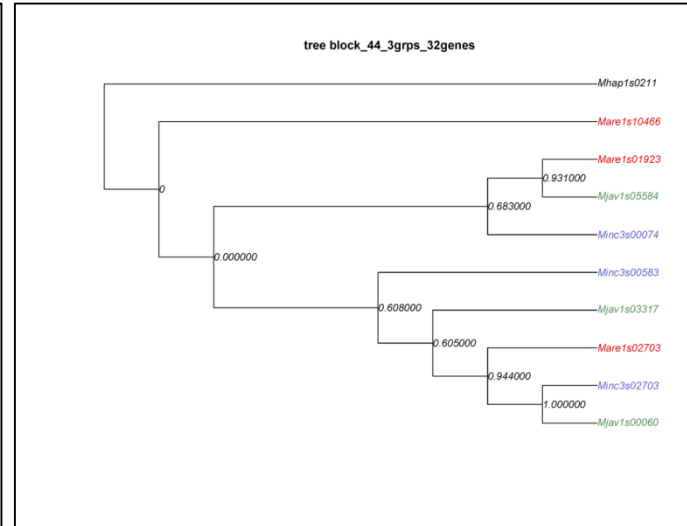 tree block_44_3grps_32genes
Mhap1s0211
Mare1s10466
0
Mare1s01923
0.931000
Mjav1s05584
0.683000
Minc3s00074
0.000000
Minc3s00583
0.608000
Mjav1s03317
0.605000
Mare1s02703
0.944000
Minc3s02703
1.000000
Mjav1s00060